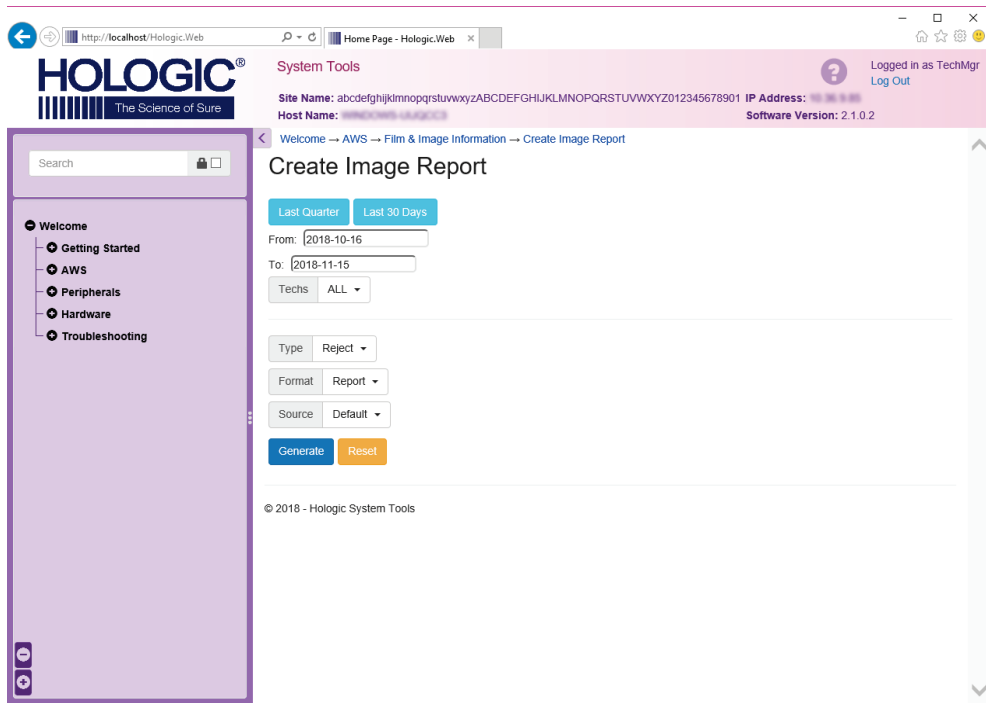 http://localhost/Hologic.Web
Home Page - Hologic.Web
HOLOGIC®
The Science of Sure
System Tools
Logged in as TechMgr
Log Out
Site Name: abcdefghijklmnopqrstuvwxyzABCDEFGHIJKLMNOPQRSTUVWXYZ012345678901 IP Address:
Host Name: Software Version: 2.1.0.2
Welcome → AWS → Film & Image Information → Create Image Report
Search
Welcome
Getting Started
AWS
Peripherals
Hardware
Troubleshooting
Create Image Report
Last Quarter Last 30 Days
From: 2018-10-16
To: 2018-11-15
Techs ALL
Type Reject
Format Report
Source Default
Generate Reset
© 2018 - Hologic System Tools